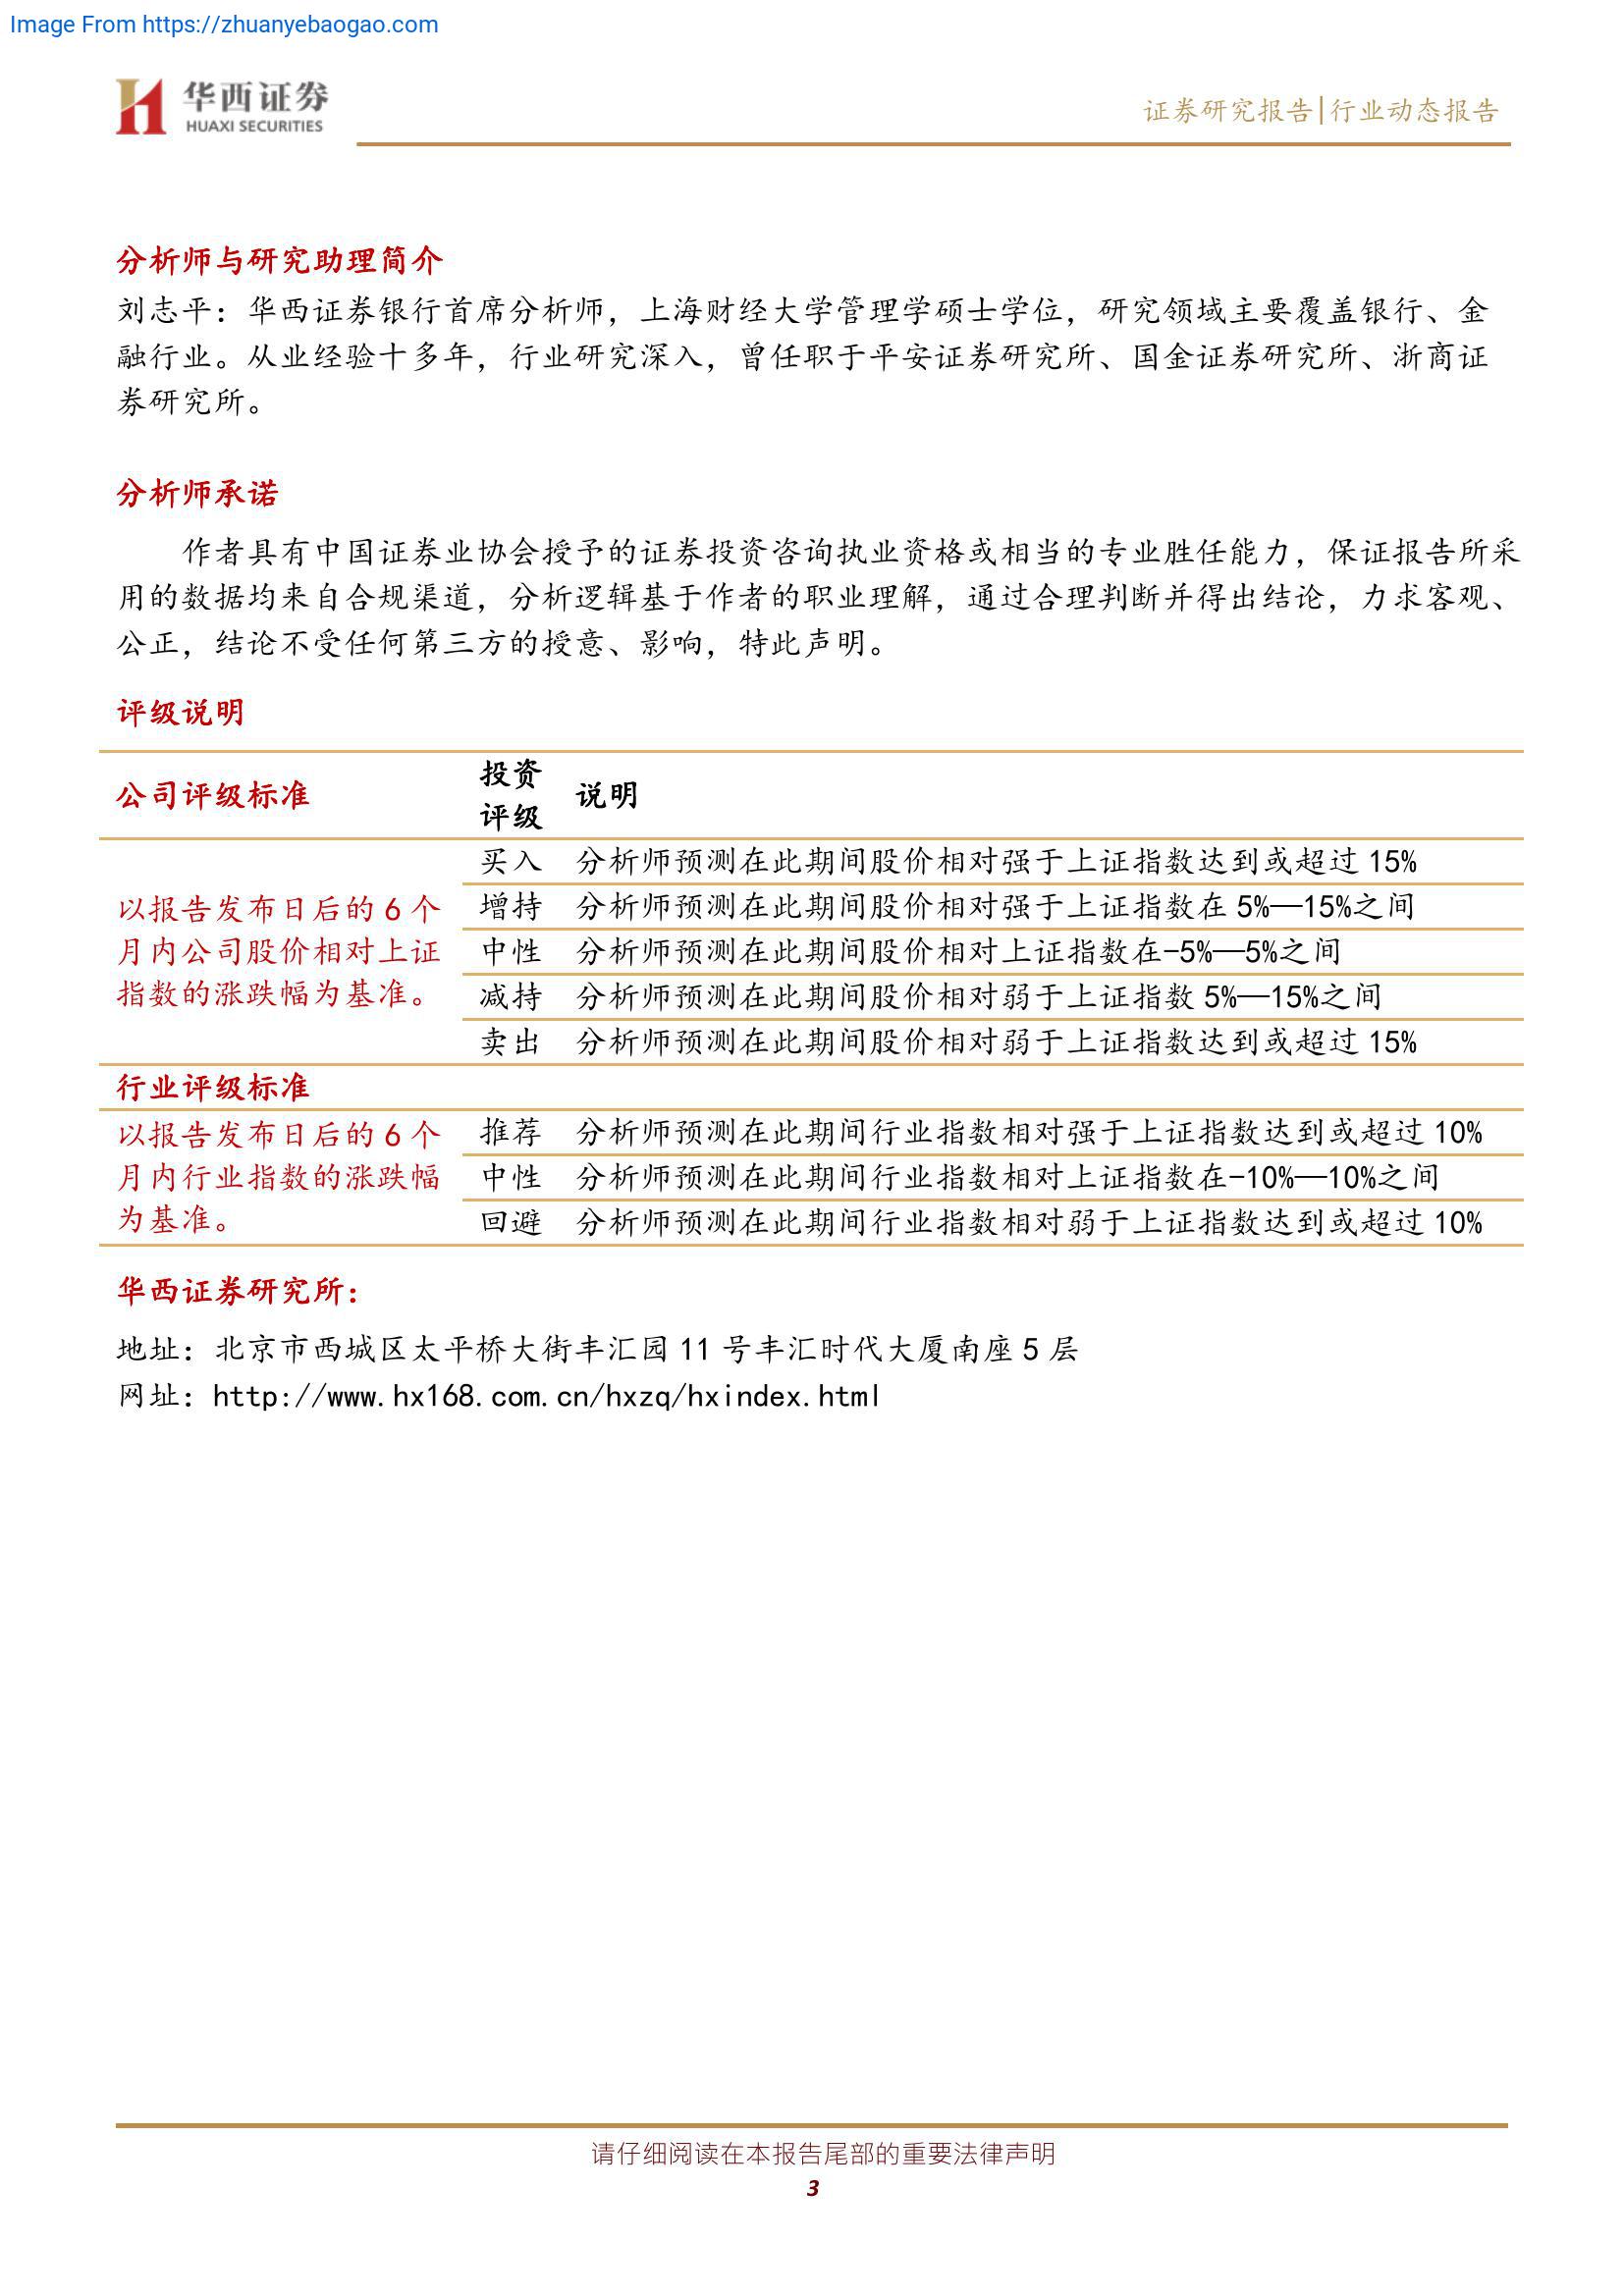 Image From https://zhuanyebaogao.com
华西证券
HUAXI SECURITIES
证券研究报告|行业动态报告
分析师与研究助理简介
刘志平：华西证券银行首席分析师，上海财经大学管理学硕士学位，研究领域主要覆盖银行、金
融行业。从业经验十多年，行业研究深入，曾任职于平安证券研究所、国金证券研究所、浙商证
券研究所。
分析师承诺
作者具有中国证券业协会授予的证券投资咨询执业资格或相当的专业胜任能力，保证报告所采
用的数据均来自合规渠道，分析逻辑基于作者的职业理解，通过合理判断并得出结论，力求客观、
公正，结论不受任何第三方的授意、影响，特此声明。
评级说明
公司评级标准 投资评级 说明
以报告发布日后的 6 个
月内公司股价相对上证
指数的涨跌幅为基准。
买入 分析师预测在此期间股价相对强于上证指数达到或超过 15%
增持 分析师预测在此期间股价相对强于上证指数在 5%—15%之间
中性 分析师预测在此期间股价相对上证指数在-5%—5%之间
减持 分析师预测在此期间股价相对弱于上证指数 5%—15%之间
卖出 分析师预测在此期间股价相对弱于上证指数达到或超过 15%
行业评级标准
以报告发布日后的 6 个
月内行业指数的涨跌幅
为基准。
推荐 分析师预测在此期间行业指数相对强于上证指数达到或超过 10%
中性 分析师预测在此期间行业指数相对上证指数在-10%—10%之间
回避 分析师预测在此期间行业指数相对弱于上证指数达到或超过 10%
华西证券研究所：
地址：北京市西城区太平桥大街丰汇园 11 号丰汇时代大厦南座 5 层
网址：http://www.hx168.com.cn/hxzq/hxindex.html
请仔细阅读在本报告尾部的重要法律声明
3